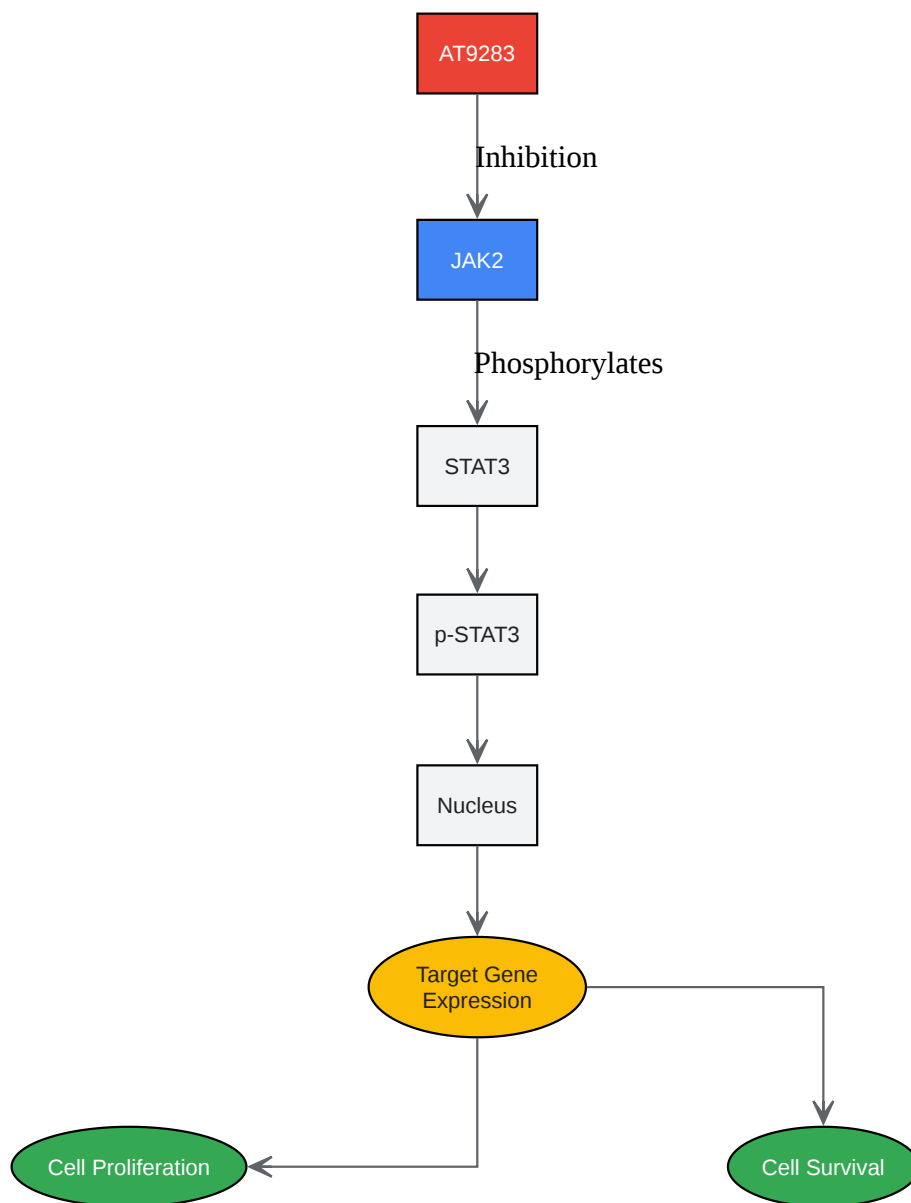 AT9283
Inhibition
JAK2
Phosphorylates
STAT3
p-STAT3
Nucleus
Target Gene
Expression
Cell Proliferation
Cell Survival